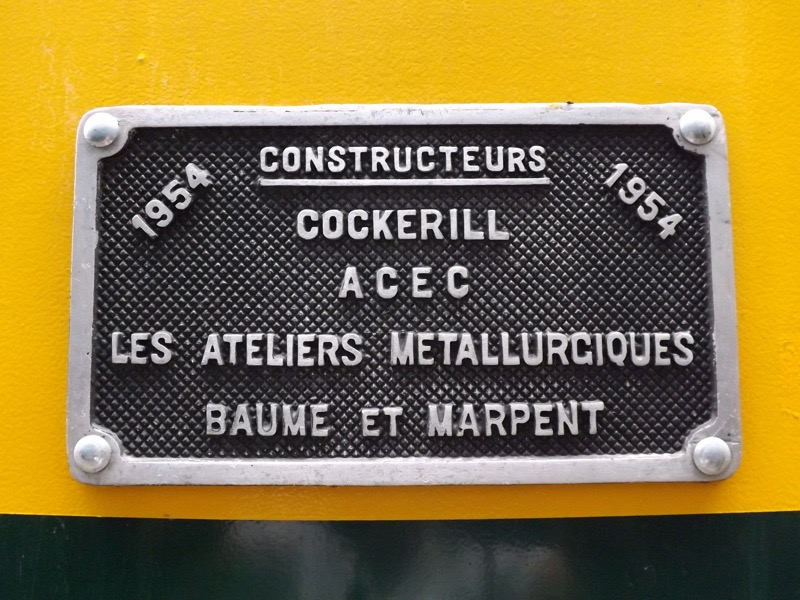 CONSTRUCTEURS
1954 1954
COCKERILL
ACEC
LES ATELIERS METALLURGIQUES
BAUME ET MARPENT